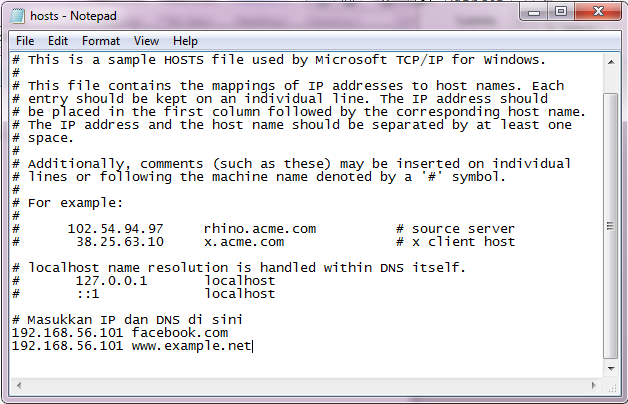 hosts - Notepad
File Edit Format View Help
# This is a sample HOSTS file used by Microsoft TCP/IP for Windows.
#
# This file contains the mappings of IP addresses to host names. Each
# entry should be kept on an individual line. The IP address should
# be placed in the first column followed by the corresponding host name.
# The IP address and the host name should be separated by at least one
# space.
#
# Additionally, comments (such as these) may be inserted on individual
# lines or following the machine name denoted by a '#' symbol.
#
# For example:
#
#      102.54.94.97     rhino.acme.com          # source server
#       38.25.63.10     x.acme.com              # x client host

# localhost name resolution is handled within DNS itself.
#       127.0.0.1       localhost
#       ::1             localhost

# Masukkan IP dan DNS di sini
192.168.56.101 facebook.com
192.168.56.101 www.example.net